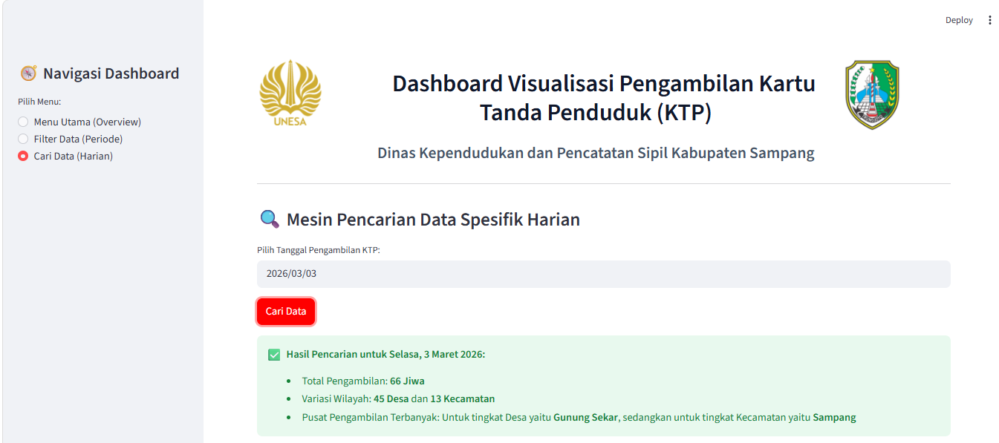 Deploy
Navigasi Dashboard
Pilih Menu:
Menu Utama (Overview)
Filter Data (Periode)
Cari Data (Harian)
UNESA
Dashboard Visualisasi Pengambilan Kartu
Tanda Penduduk (KTP)
Dinas Kependudukan dan Pencatatan Sipil Kabupaten Sampang
Mesin Pencarian Data Spesifik Harian
Pilih Tanggal Pengambilan KTP:
2026/03/03
Cari Data
Hasil Pencarian untuk Selasa, 3 Maret 2026:
Total Pengambilan: 66 Jiwa
Variasi Wilayah: 45 Desa dan 13 Kecamatan
Pusat Pengambilan Terbanyak: Untuk tingkat Desa yaitu Gunung Sekar, sedangkan untuk tingkat Kecamatan yaitu Sampang